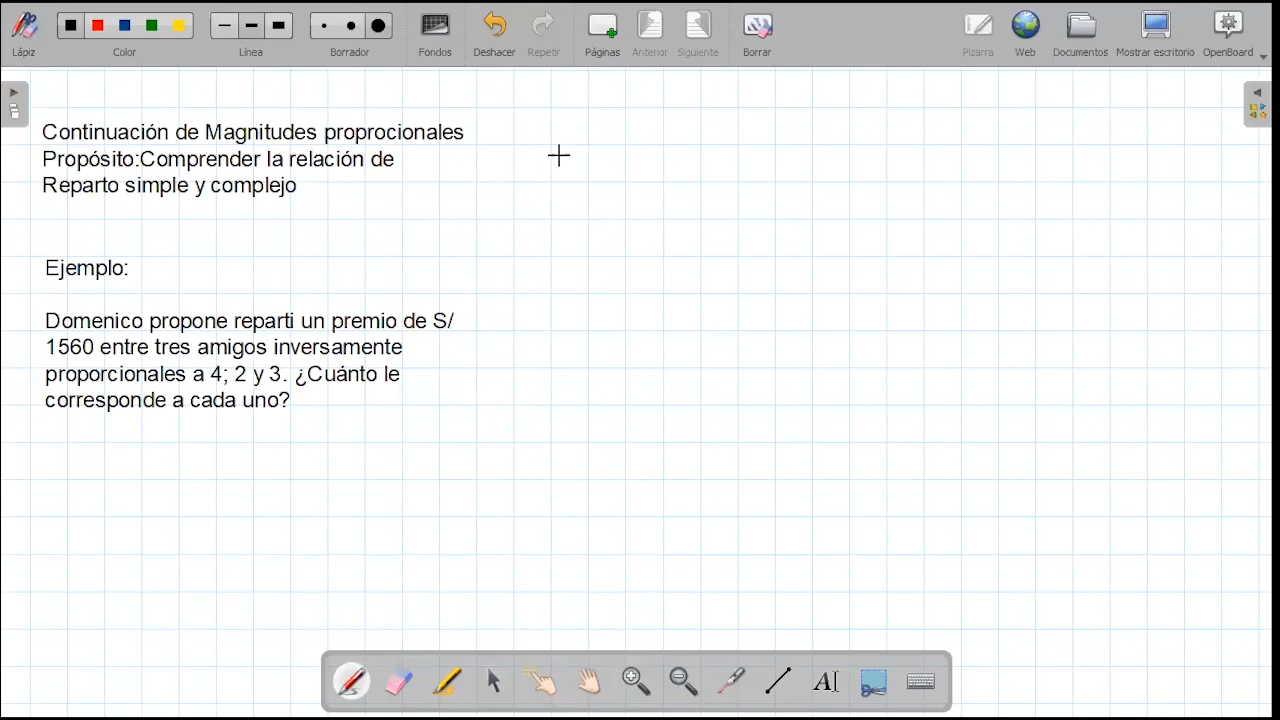 Lápiz
Color
Línea
Borrador
Fondos
Deshacer
Repetir
Páginas
Anterior
Siguiente
Borrar
Pizarra
Web
Documentos
Mostrar escritorio
OpenBoard
Continuación de Magnitudes proprocionales
Propósito:Comprender la relación de
Reparto simple y complejo
Ejemplo:
Domenico propone reparti un premio de S/
1560 entre tres amigos inversamente
proporcionales a 4; 2 y 3. ¿Cuánto le
corresponde a cada uno?
AI